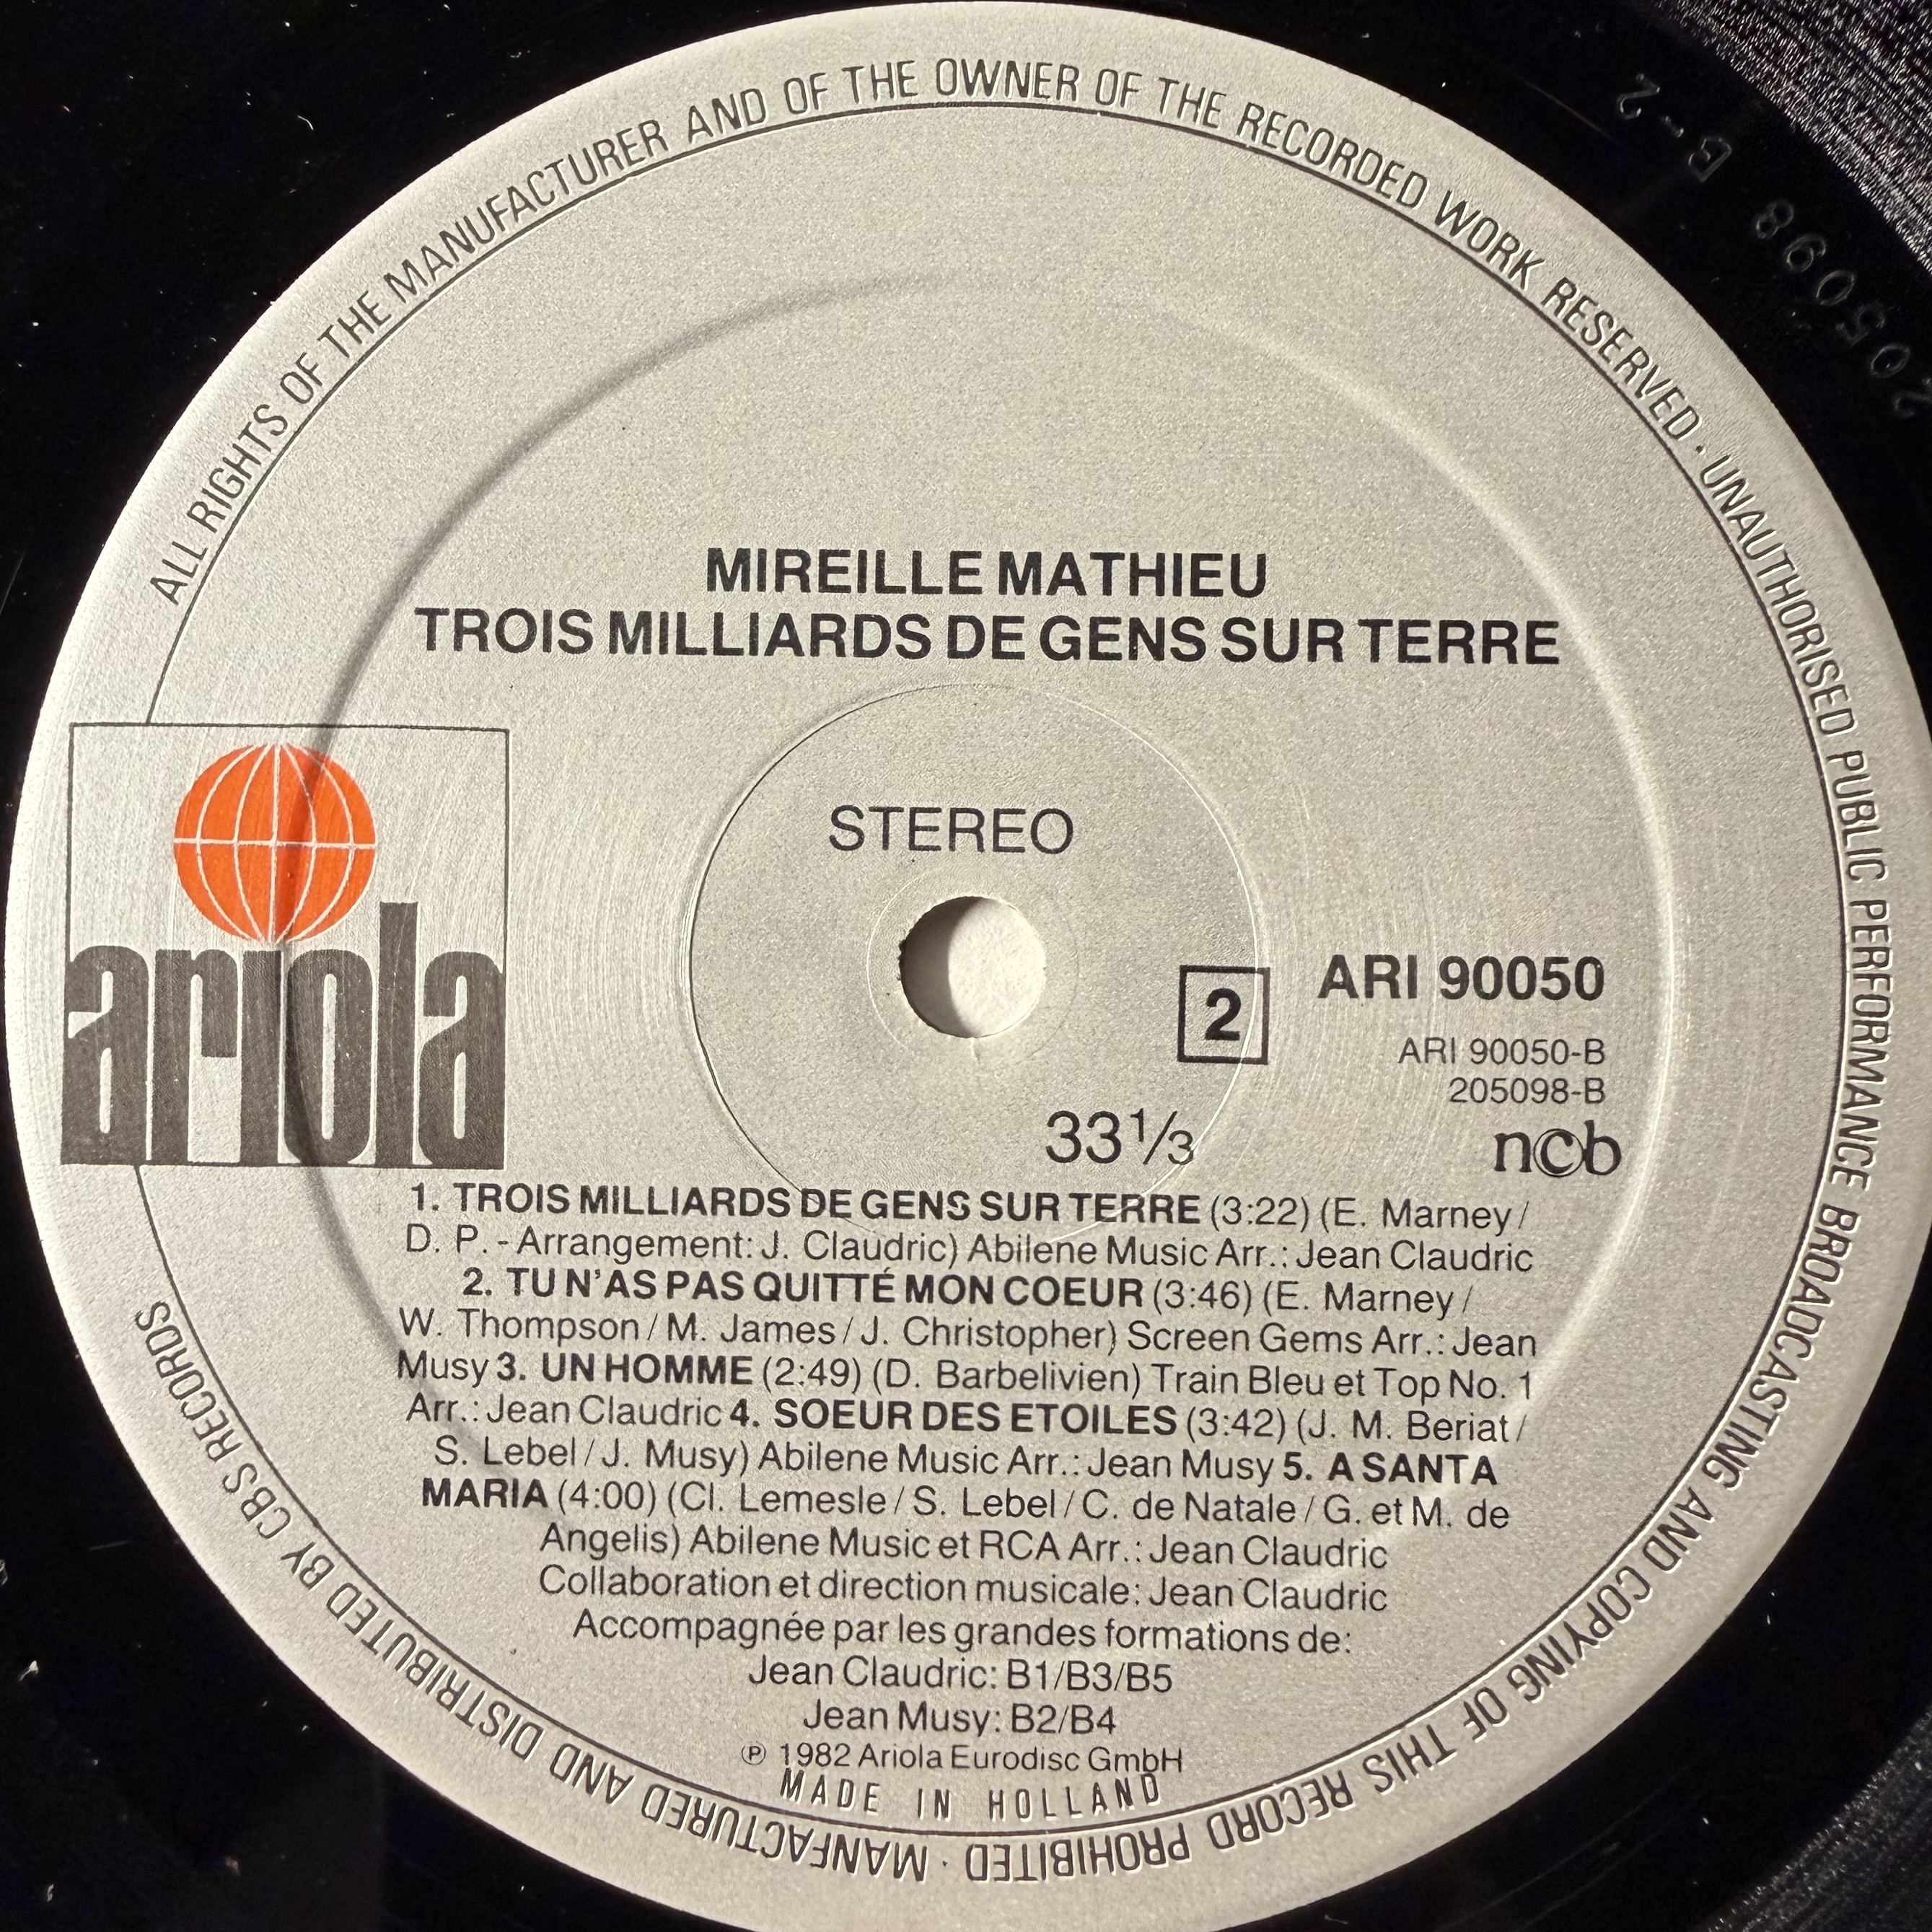 ALL RIGHTS OF THE MANUFACTURER AND OF THE OWNER OF THE RECORDED WORK RESERVED · UNAUTHORISED PUBLIC PERFORMANCE BROADCASTING AND COPYING OF THIS RECORD PROHIBITED · MANFACTURED AND DISTRIBUTED BY CBS RECORDS
205098 B-2
MIREILLE MATHIEU
TROIS MILLIARDS DE GENS SUR TERRE
ariola
STEREO
2
ARI 90050
ARI 90050-B
205098-B
33 1/3
ncb
1. TROIS MILLIARDS DE GENS SUR TERRE (3:22) (E. Marney /
D. P. - Arrangement: J. Claudric) Abilene Music Arr.: Jean Claudric
2. TU N'AS PAS QUITTÉ MON COEUR (3:46) (E. Marney /
W. Thompson / M. James / J. Christopher) Screen Gems Arr.: Jean
Musy 3. UN HOMME (2:49) (D. Barbelivien) Train Bleu et Top No. 1
Arr.: Jean Claudric 4. SOEUR DES ETOILES (3:42) (J. M. Beriat /
S. Lebel / J. Musy) Abilene Music Arr.: Jean Musy 5. A SANTA
MARIA (4:00) (Cl. Lemesle / S. Lebel / C. de Natale / G. et M. de
Angelis) Abilene Music et RCA Arr.: Jean Claudric
Collaboration et direction musicale: Jean Claudric
Accompagnée par les grandes formations de:
Jean Claudric: B1/B3/B5
Jean Musy: B2/B4
℗ 1982 Ariola Eurodisc GmbH
MADE IN HOLLAND